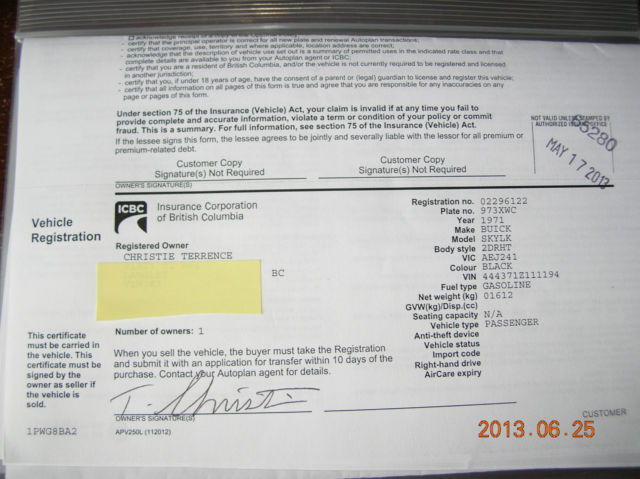 acknowledge receipt of a copy of the
- certify that the principal operator is correct for all new plate and renewal Autoplan transactions;
- certify that coverage, use, territory and where applicable, location address are correct;
- acknowledge that the description of vehicle use set out is a summary of permitted uses in the indicated rate class and that
complete details are available to you from your Autoplan agent or ICBC;
- certify that you are a resident of British Columbia, and/or the vehicle is not currently required to be registered and licensed
in another jurisdiction;
- certify that you, if under 18 years of age, have the consent of a parent or (legal) guardian to license and register this vehicle;
- certify that all information on all pages of this form is true and agree that you are responsible for any inaccuracies on any
page or pages of this form.
Under section 75 of the Insurance (Vehicle) Act, your claim is invalid if at any time you fail to
provide complete and accurate information, violate a term or condition of your policy or commit
fraud. This is a summary. For full information, see section 75 of the Insurance (Vehicle) Act.
If the lessee signs this form, the lessee agrees to be jointly and severally liable with the lessor for all premium or
premium-related debt.
NOT VALID UNLESS STAMPED BY
AUTHORIZED ISSUING OFFICE
MAY 17 2013
Customer Copy
Signature(s) Not Required
Customer Copy
Signature(s) Not Required
OWNER'S SIGNATURE(S)
Vehicle
Registration
ICBC
Insurance Corporation
of British Columbia
Registered Owner
CHRISTIE TERRENCE
BC
Number of owners: 1
When you sell the vehicle, the buyer must take the Registration
and submit it with an application for transfer within 10 days of the
purchase. Contact your Autoplan agent for details.
T. Christi
OWNER'S SIGNATURE(S)
APV250L (112012)
This certificate
must be carried in
the vehicle. This
certificate must be
signed by the
owner as seller if
the vehicle is
sold.
1PWG8BA2
Registration no. 02296122
Plate no. 973XWC
Year 1971
Make BUICK
Model SKYLK
Body style 2DRHT
VIC AEJ241
Colour BLACK
VIN 444371Z111194
Fuel type GASOLINE
Net weight (kg) 01612
GVW(kg)/Disp.(cc)
Seating capacity N/A
Vehicle type PASSENGER
Anti-theft device
Vehicle status
Import code
Right-hand drive
AirCare expiry
CUSTOMER
2013.06.25